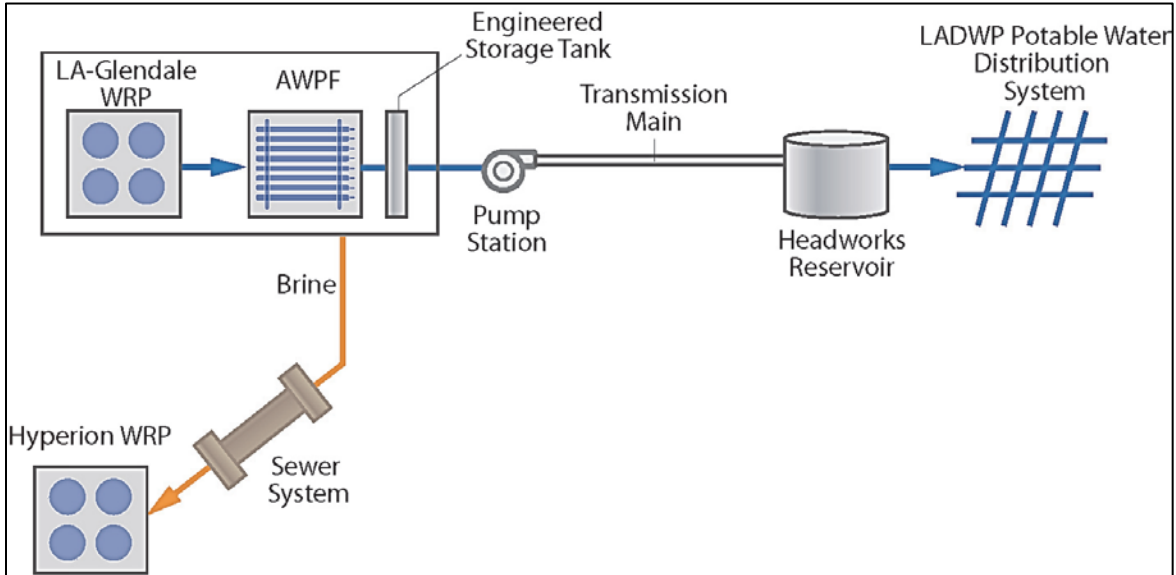 Engineered
Storage Tank
LA-Glendale
WRP
AWPF
Transmission
Main
LADWP Potable Water
Distribution
System
Pump
Station
Headworks
Reservoir
Brine
Hyperion WRP
Sewer
System